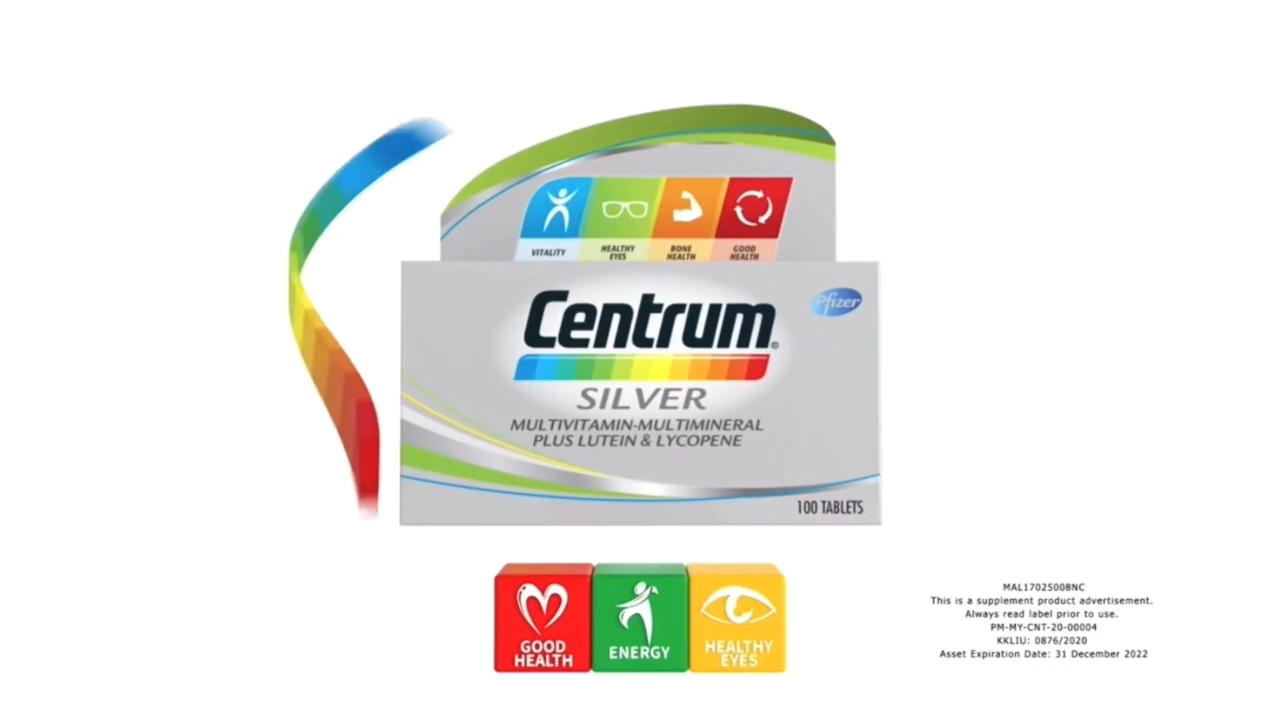 VITALITY
HEALTHY
EYES
BONE
HEALTH
GOOD
HEALTH
Centrum®
Pfizer
SILVER
MULTIVITAMIN-MULTIMINERAL
PLUS LUTEIN & LYCOPENE
100 TABLETS
GOOD
HEALTH
ENERGY
HEALTHY
EYES
MAL17025008NC
This is a supplement product advertisement.
Always read label prior to use.
PM-MY-CNT-20-00004
KKLIU: 0876/2020
Asset Expiration Date: 31 December 2022